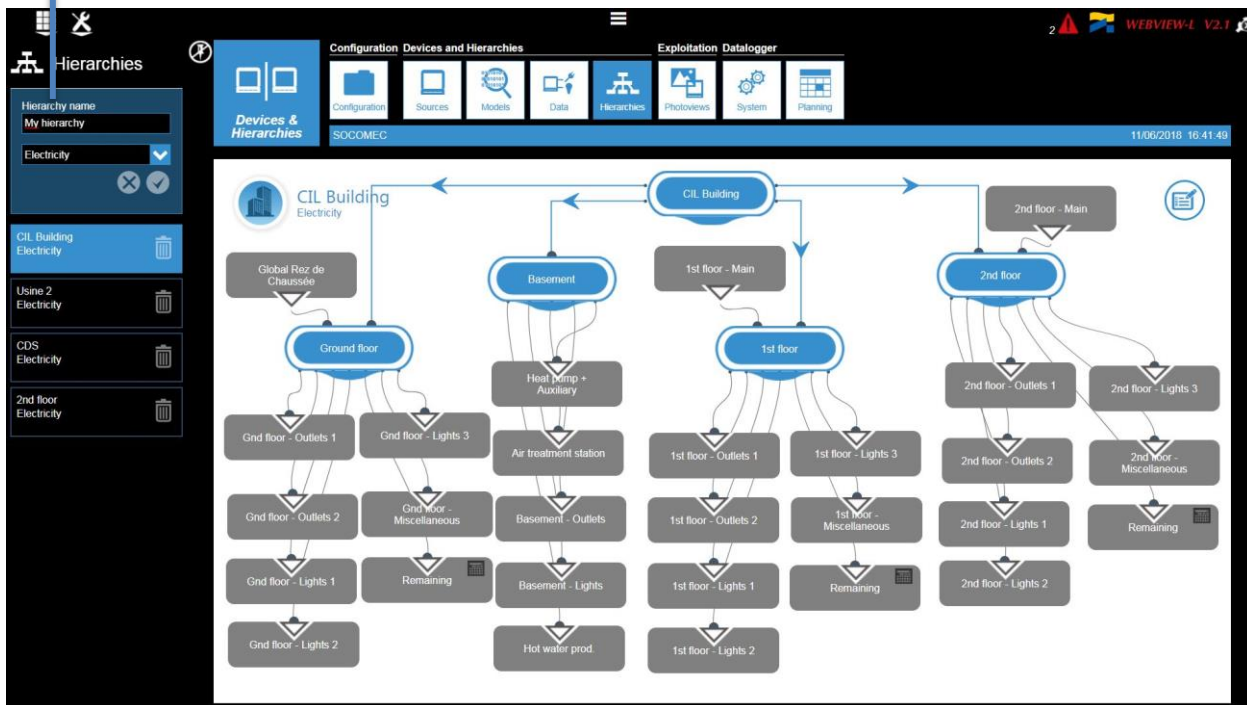 2
WEBVIEW-L V2.1
Hierarchies
Hierarchy name
My hierarchy
Electricity
CIL Building
Electricity
Usine 2
Electricity
CDS
Electricity
2nd floor
Electricity
Devices &
Hierarchies
Configuration
Devices and Hierarchies
Exploitation
Datalogger
Configuration
Sources
Models
Data
Hierarchies
Photoviews
System
Planning
SOCOMEC
11/06/2018 16:41:49
CIL Building
Electricity
CIL Building
2nd floor - Main
Global Rez de
Chaussée
Basement
1st floor - Main
2nd floor
Ground floor
1st floor
Gnd floor - Outlets 1
Gnd floor - Lights 3
Gnd floor - Outlets 2
Gnd floor -
Miscellaneous
Gnd floor - Lights 1
Remaining
Gnd floor - Lights 2
Heat pump +
Auxiliary
Air treatment station
Basement - Outlets
Basement - Lights
Hot water prod.
1st floor - Outlets 1
1st floor - Lights 3
1st floor - Outlets 2
1st floor -
Miscellaneous
1st floor - Lights 1
Remaining
1st floor - Lights 2
2nd floor - Outlets 1
2nd floor - Lights 3
2nd floor - Outlets 2
2nd floor -
Miscellaneous
2nd floor - Lights 1
Remaining
2nd floor - Lights 2